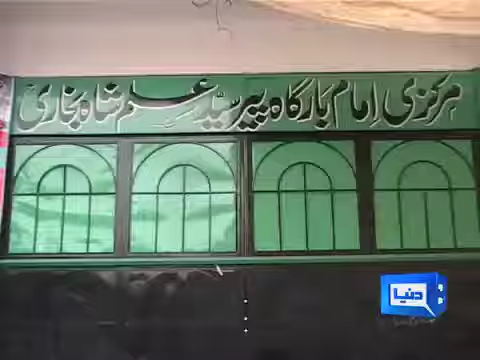 مرکزی امام بارگاہ پیر سید علم شاہ بخاری
دنیا